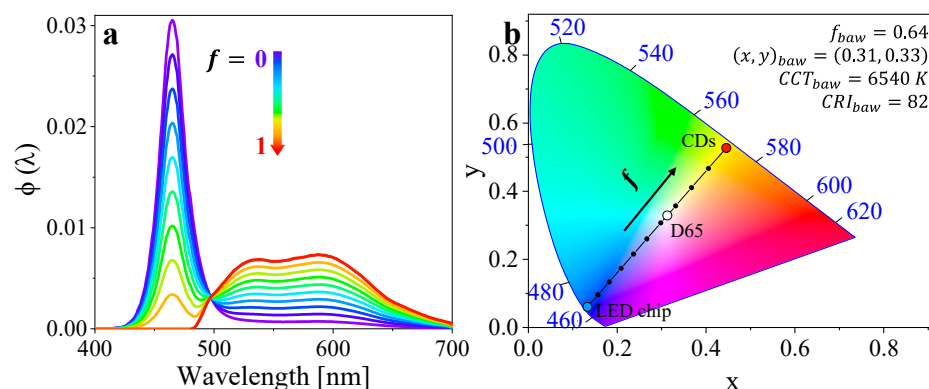 a
f = 0
1
0.03
0.02
0.01
0.00
ϕ (λ)
400
500
600
700
Wavelength [nm]
b
f_baw = 0.64
(x, y)_baw = (0.31, 0.33)
CCT_baw = 6540 K
CRI_baw = 82
520
540
560
580
600
620
500
480
460
CDs
f
D65
LED chip
0.8
0.6
0.4
0.2
0.0
y
0.0
0.2
0.4
0.6
0.8
x